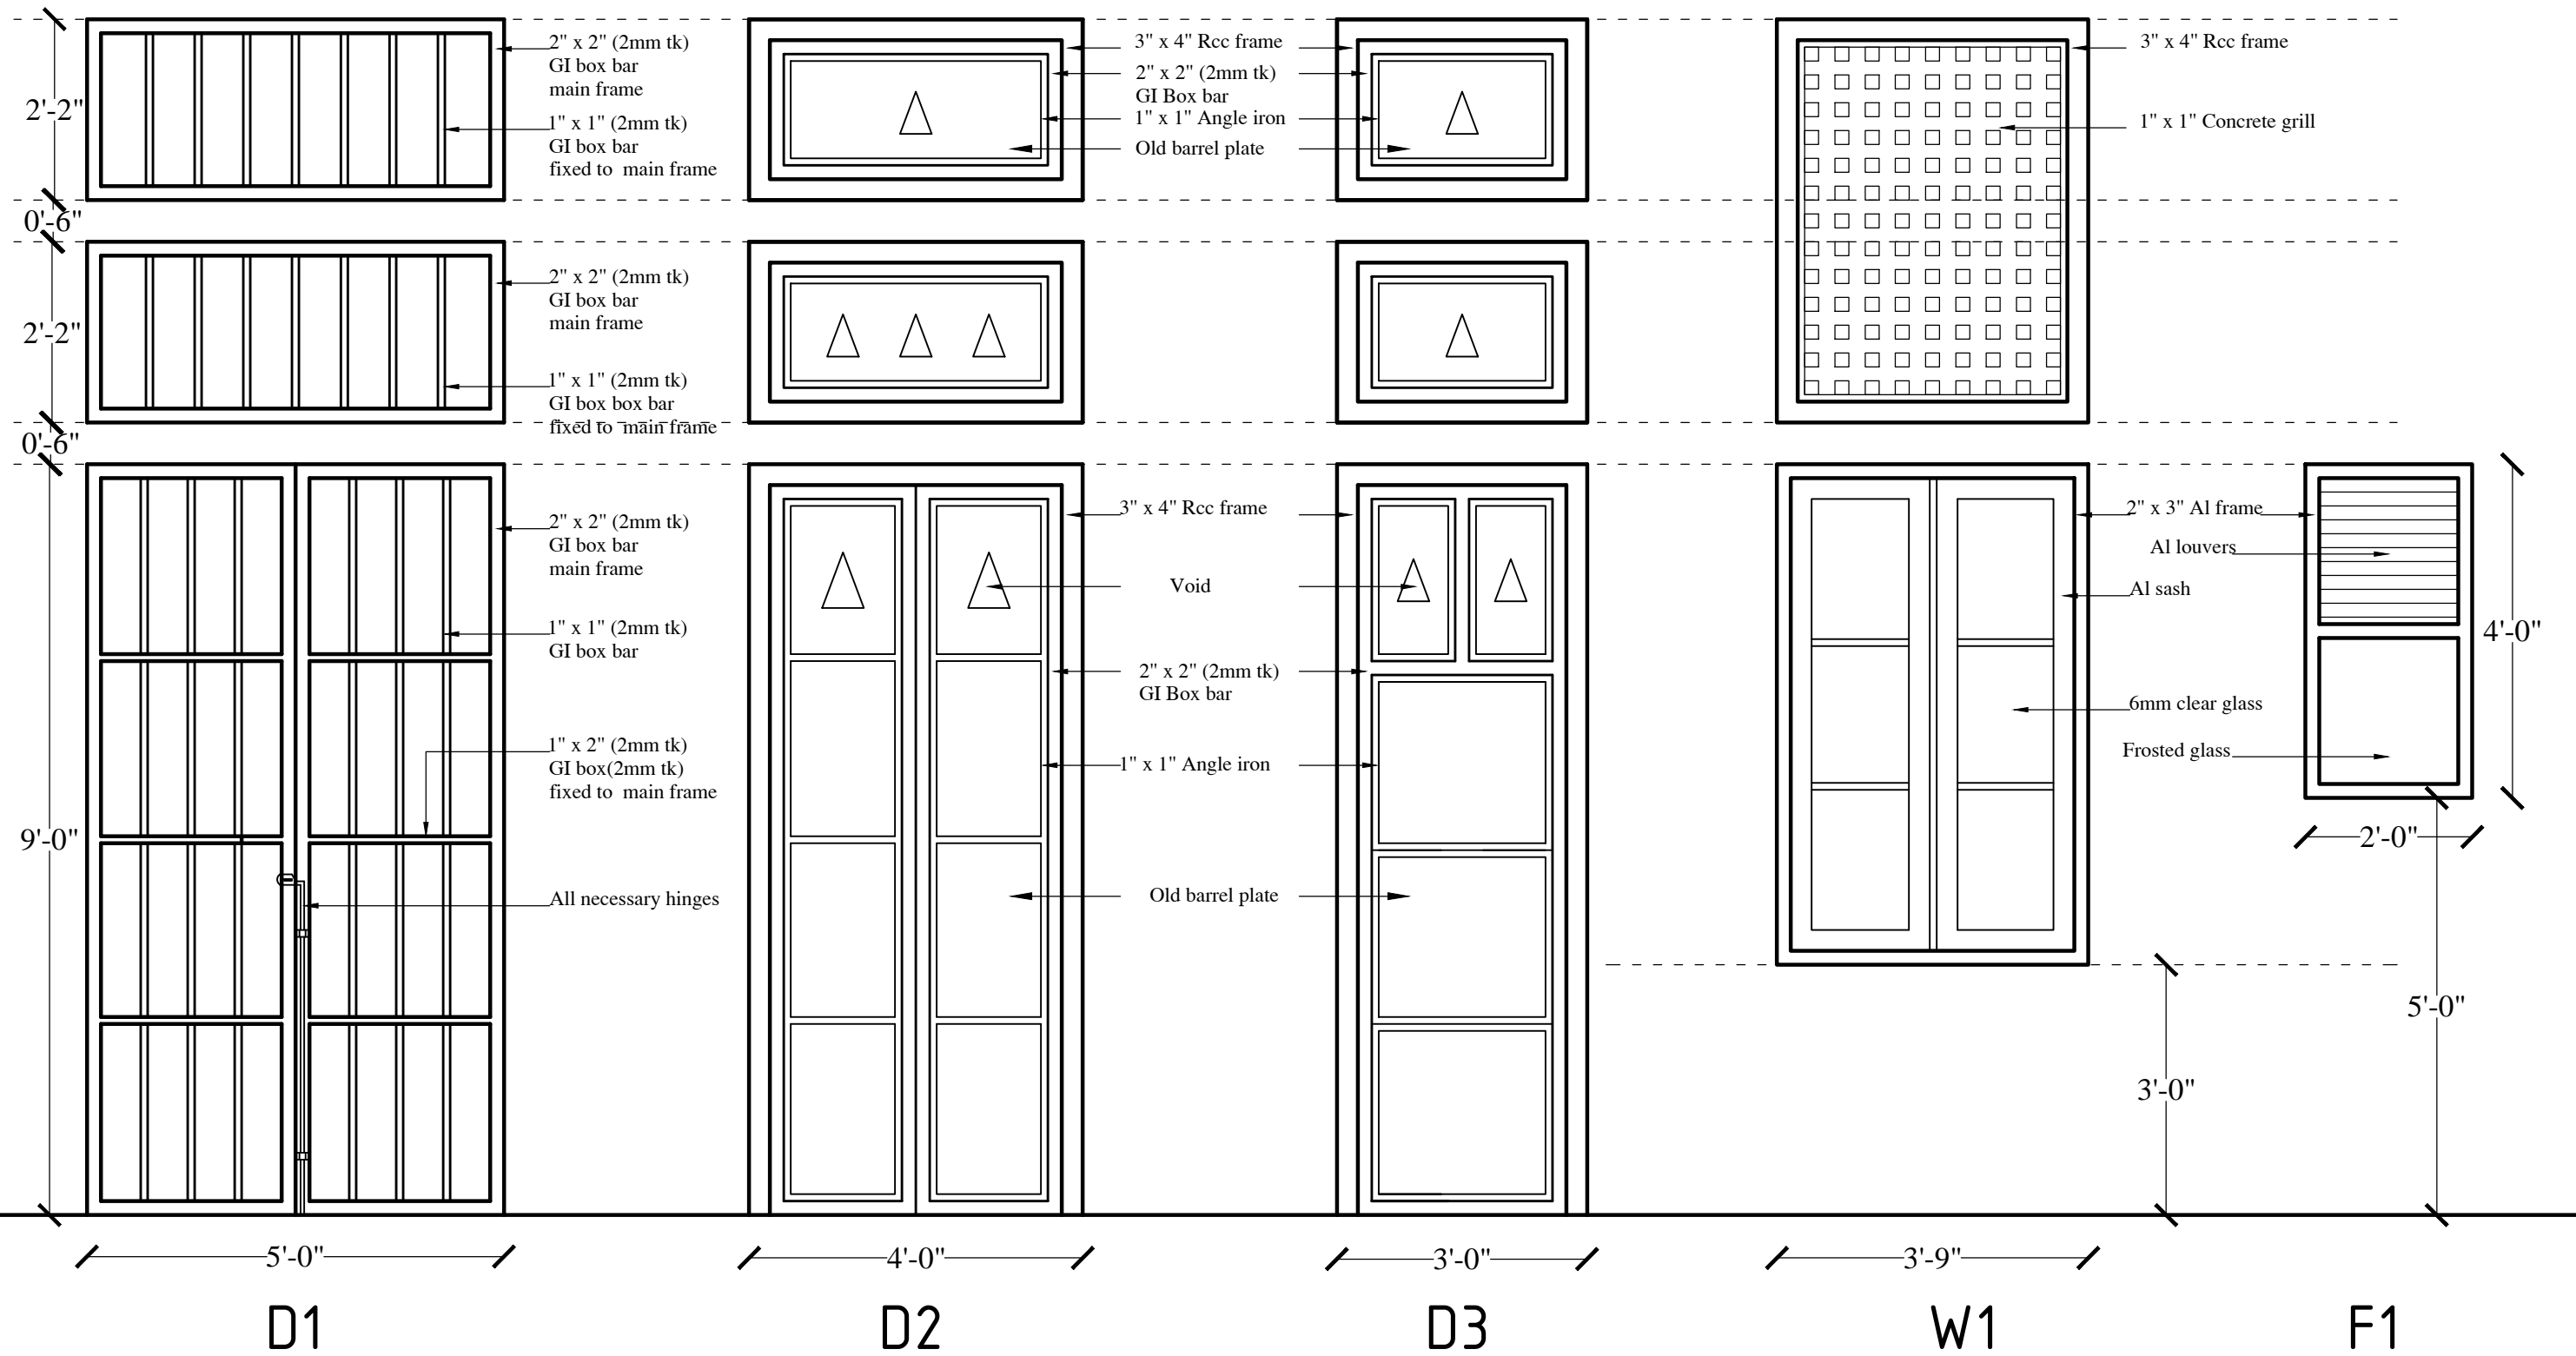 2'-2"
0'-6"
2'-2"
0'-6"
9'-0"
2" x 2" (2mm tk)
GI box bar
main frame
1" x 1" (2mm tk)
GI box bar
fixed to main frame
2" x 2" (2mm tk)
GI box bar
main frame
1" x 1" (2mm tk)
GI box box bar
fixed to main frame
2" x 2" (2mm tk)
GI box bar
main frame
1" x 1" (2mm tk)
GI box bar
1" x 2" (2mm tk)
GI box(2mm tk)
fixed to main frame
All necessary hinges
3" x 4" Rcc frame
2" x 2" (2mm tk)
GI Box bar
1" x 1" Angle iron
Old barrel plate
3" x 4" Rcc frame
Void
2" x 2" (2mm tk)
GI Box bar
1" x 1" Angle iron
Old barrel plate
3" x 4" Rcc frame
1" x 1" Concrete grill
2" x 3" Al frame
Al louvers
Al sash
6mm clear glass
Frosted glass
4'-0"
2'-0"
5'-0"
3'-0"
5'-0"
4'-0"
3'-0"
3'-9"
D1
D2
D3
W1
F1